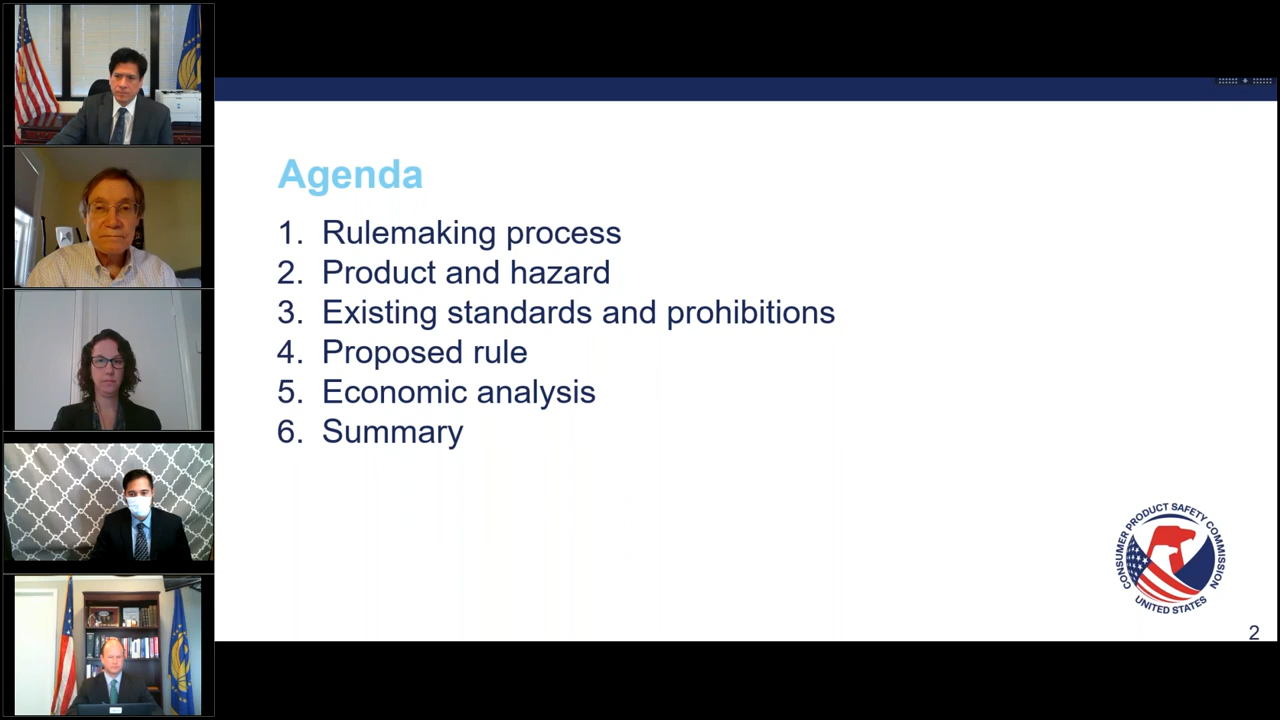 Agenda
1. Rulemaking process
2. Product and hazard
3. Existing standards and prohibitions
4. Proposed rule
5. Economic analysis
6. Summary
CONSUMER PRODUCT SAFETY COMMISSION
UNITED STATES
2